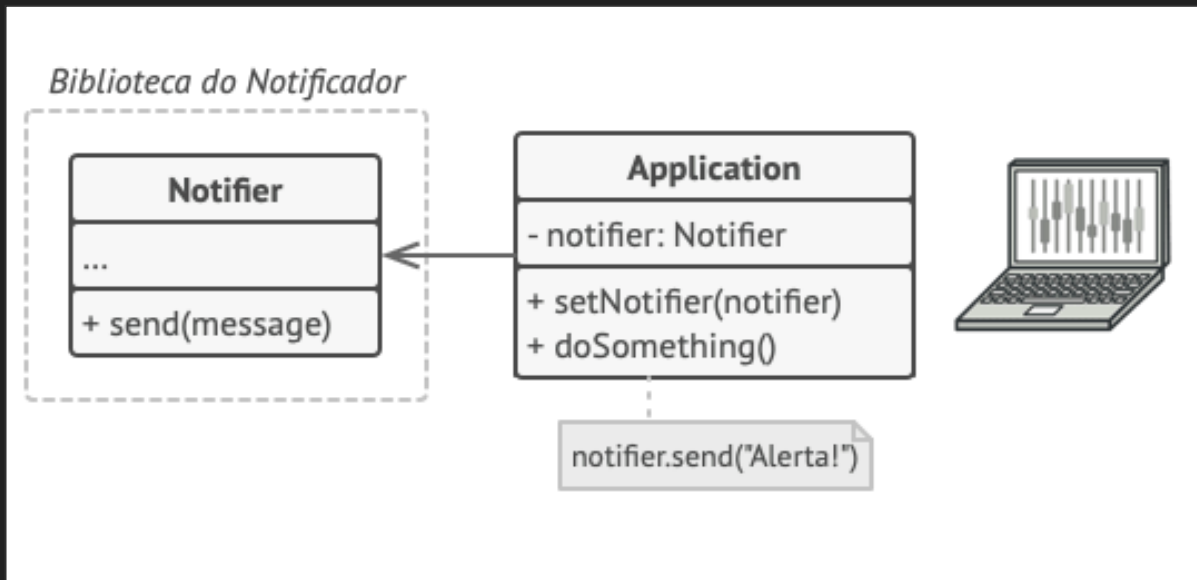 Biblioteca do Notificador
Notifier
...
+ send(message)
Application
- notifier: Notifier
+ setNotifier(notifier)
+ doSomething()
notifier.send("Alerta!")